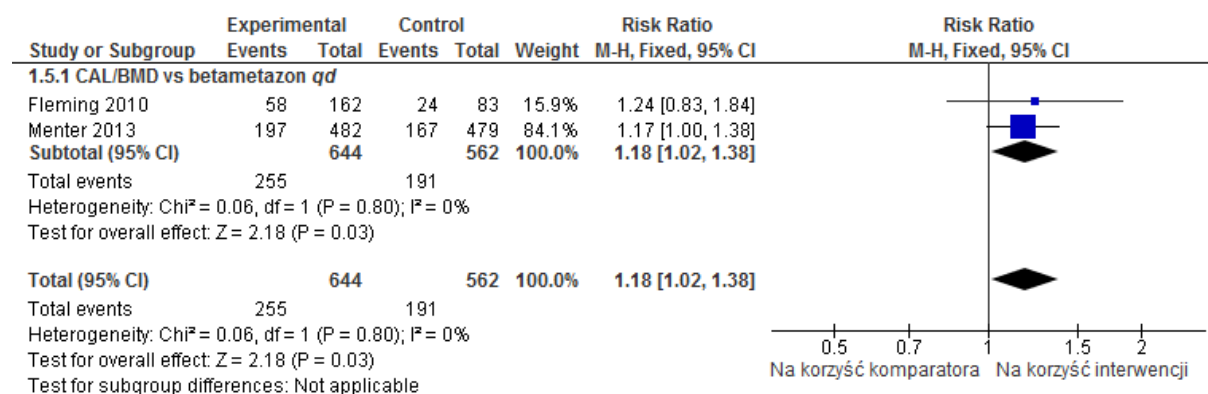 Experimental Control Risk Ratio Risk Ratio
Study or Subgroup Events Total Events Total Weight M-H, Fixed, 95% CI M-H, Fixed, 95% CI
1.5.1 CAL/BMD vs betametazon qd
Fleming 2010 58 162 24 83 15.9% 1.24 [0.83, 1.84]
Menter 2013 197 482 167 479 84.1% 1.17 [1.00, 1.38]
Subtotal (95% CI) 644 562 100.0% 1.18 [1.02, 1.38]
Total events 255 191
Heterogeneity: Chi² = 0.06, df = 1 (P = 0.80); I² = 0%
Test for overall effect: Z = 2.18 (P = 0.03)
Total (95% CI) 644 562 100.0% 1.18 [1.02, 1.38]
Total events 255 191
Heterogeneity: Chi² = 0.06, df = 1 (P = 0.80); I² = 0%
Test for overall effect: Z = 2.18 (P = 0.03)
Test for subgroup differences: Not applicable
0.5 0.7 1 1.5 2
Na korzyść komparatora Na korzyść interwencji